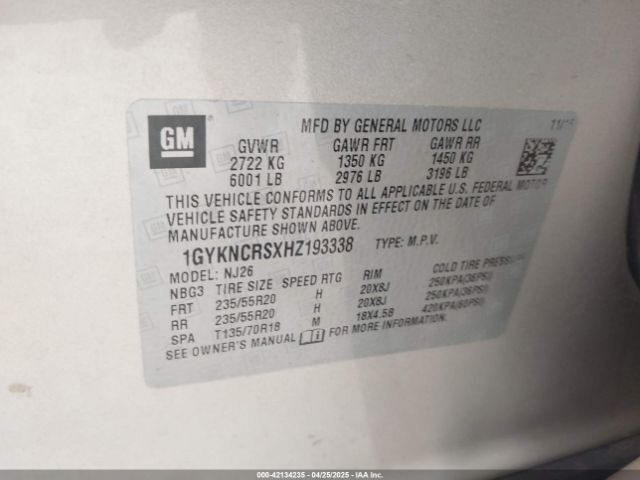 GM
MFD BY GENERAL MOTORS LLC
GVWR GAWR FRT GAWR RR
2722 KG 1350 KG 1450 KG
6001 LB 2976 LB 3196 LB
THIS VEHICLE CONFORMS TO ALL APPLICABLE U.S. FEDERAL MOTOR
VEHICLE SAFETY STANDARDS IN EFFECT ON THE DATE OF
MANUFACTURE SHOWN ABOVE.
1GYKNCRSXHZ193338 TYPE: M.P.V.
MODEL: NJ26
NBG3 TIRE SIZE SPEED RTG RIM COLD TIRE PRESSURE
FRT 235/55R20 H 20X8J 250KPA(36PSI)
RR 235/55R20 H 20X8J 250KPA(36PSI)
SPA T135/70R18 M 18X4.5B 420KPA(60PSI)
SEE OWNER'S MANUAL FOR MORE INFORMATION.
000-42134235 - 04/25/2025 - IAA Inc.